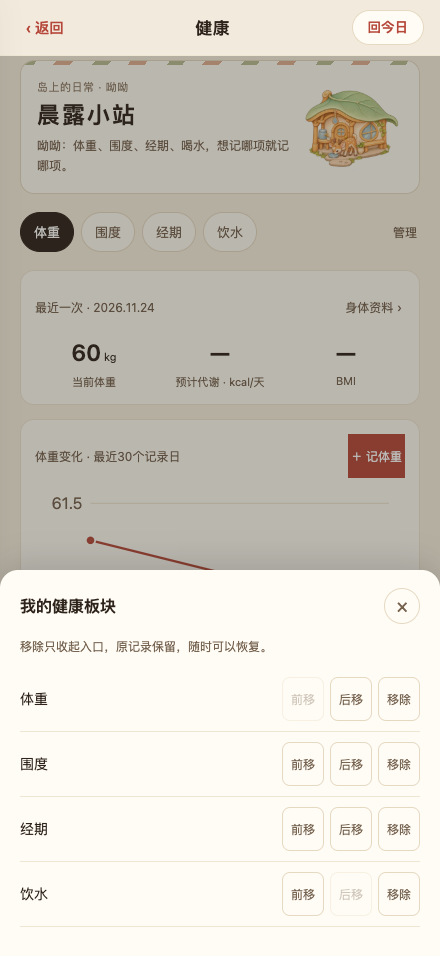 ‹ 返回
健康
回今日
岛上的日常 · 呦呦
晨露小站
呦呦：体重、围度、经期、喝水，想记哪项就记
哪项。
体重
围度
经期
饮水
管理
最近一次 · 2026.11.24
身体资料 ›
60 kg
—
—
当前体重
预计代谢 · kcal/天
BMI
体重变化 · 最近30个记录日
+ 记体重
61.5
我的健康板块
×
移除只收起入口，原记录保留，随时可以恢复。
体重
前移
后移
移除
围度
前移
后移
移除
经期
前移
后移
移除
饮水
前移
后移
移除